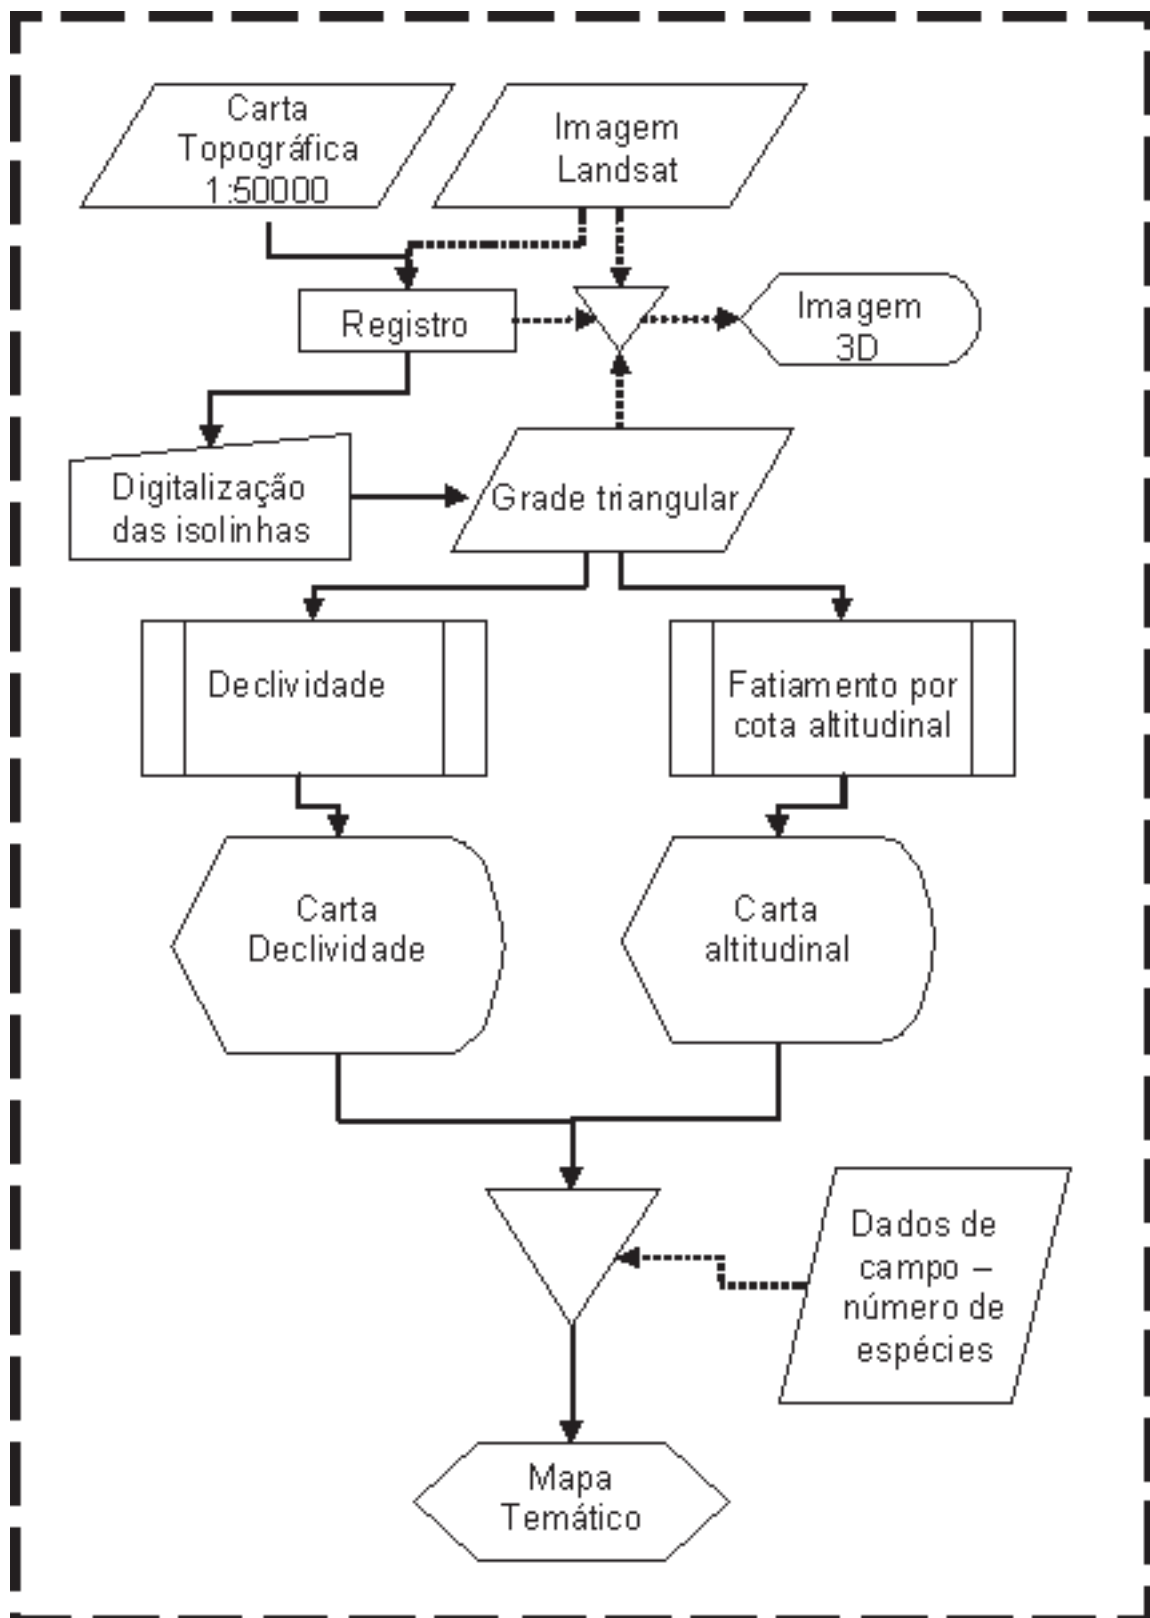 Carta
Topográfica
1:50000
Imagem
Landsat
Registro
Imagem
3D
Digitalização
das isolinhas
Grade triangular
Declividade
Fatiamento por
cota altitudinal
Carta
Declividade
Carta
altitudinal
Dados de
campo –
número de
espécies
Mapa
Temático